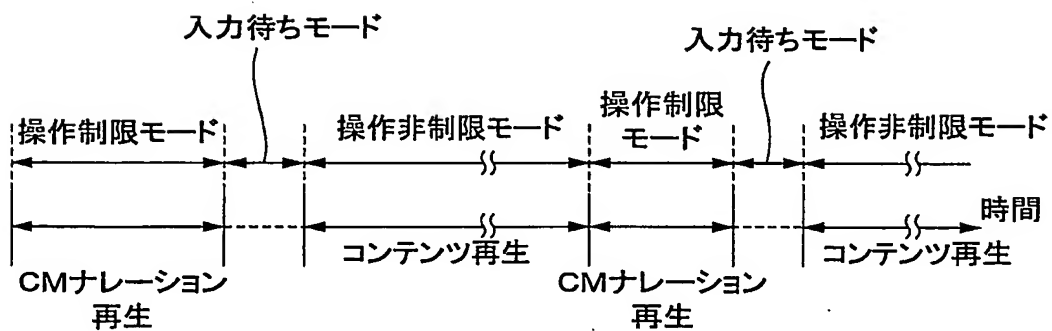 入力待ちモード
入力待ちモード
操作制限モード
操作非制限モード
操作制限
モード
操作非制限モード
時間
CMナレーション
再生
コンテンツ再生
CMナレーション
再生
コンテンツ再生